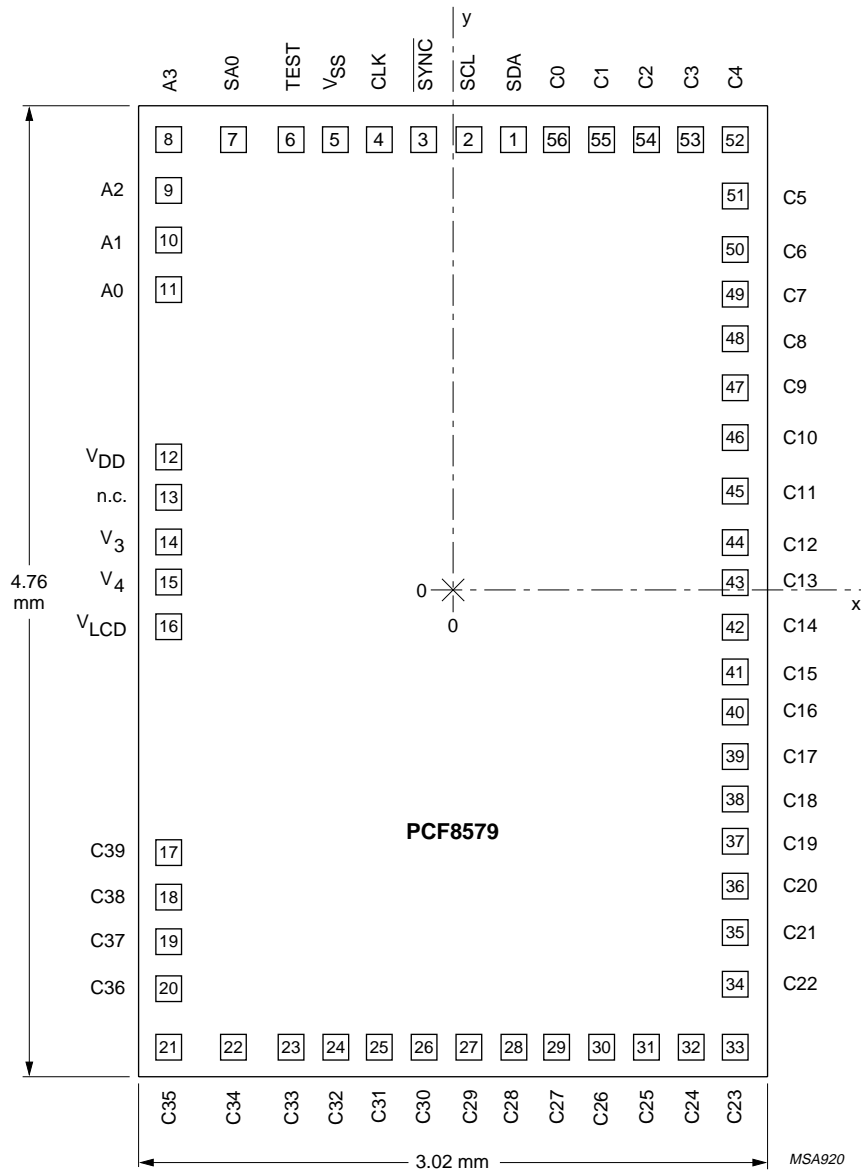 y
A3 SA0 TEST VSS CLK SYNC SCL SDA C0 C1 C2 C3 C4
8 7 6 5 4 3 2 1 56 55 54 53 52
A2 9 51 C5
A1 10 50 C6
A0 11 49 C7
48 C8
47 C9
VDD 12 46 C10
n.c. 13 45 C11
V3 14 44 C12
V4 15 0 43 C13
x
4.76
mm
0
VLCD 16 42 C14
41 C15
40 C16
39 C17
38 C18
PCF8579
37 C19
C39 17
36 C20
C38 18
35 C21
C37 19
34 C22
C36 20
21 22 23 24 25 26 27 28 29 30 31 32 33
C35 C34 C33 C32 C31 C30 C29 C28 C27 C26 C25 C24 C23
3.02 mm
MSA920